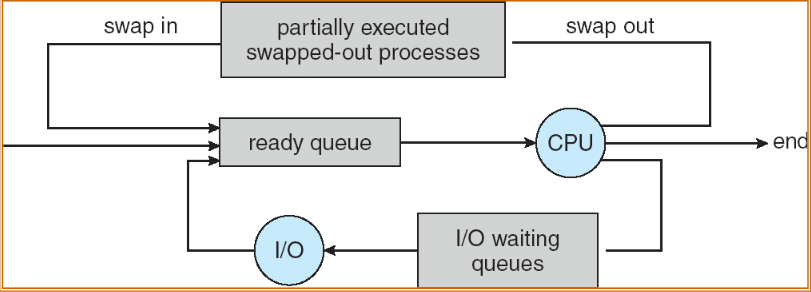 swap in
partially executed
swapped-out processes
swap out
ready queue
CPU
end
I/O
I/O waiting
queues